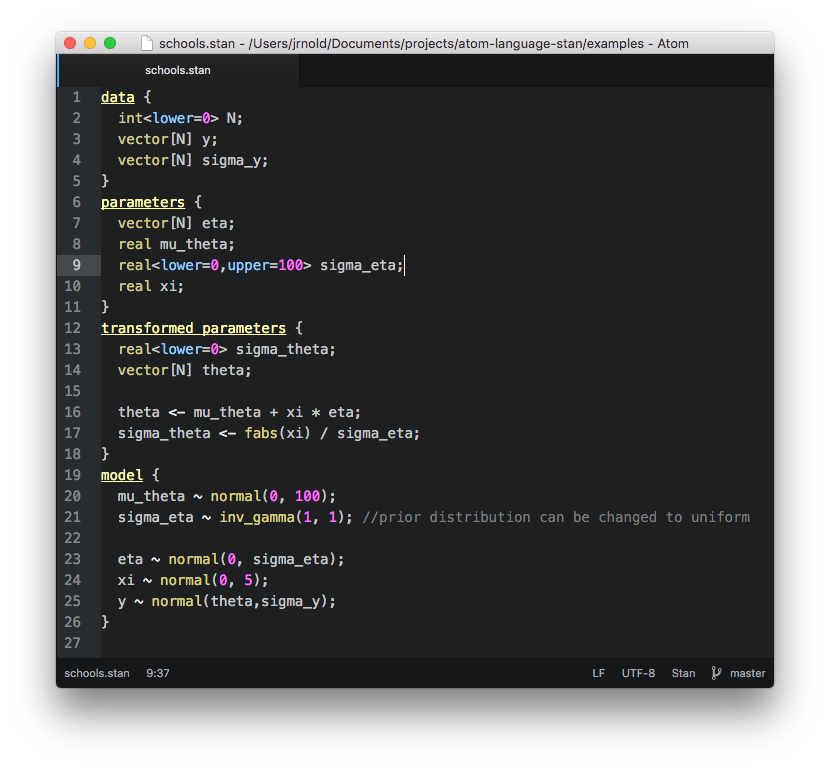 schools.stan - /Users/jrnold/Documents/projects/atom-language-stan/examples - Atom
schools.stan
1 data {
2   int<lower=0> N;
3   vector[N] y;
4   vector[N] sigma_y;
5 }
6 parameters {
7   vector[N] eta;
8   real mu_theta;
9   real<lower=0,upper=100> sigma_eta;
10   real xi;
11 }
12 transformed parameters {
13   real<lower=0> sigma_theta;
14   vector[N] theta;
15
16   theta <- mu_theta + xi * eta;
17   sigma_theta <- fabs(xi) / sigma_eta;
18 }
19 model {
20   mu_theta ~ normal(0, 100);
21   sigma_eta ~ inv_gamma(1, 1); //prior distribution can be changed to uniform
22
23   eta ~ normal(0, sigma_eta);
24   xi ~ normal(0, 5);
25   y ~ normal(theta,sigma_y);
26 }
27
schools.stan 9:37 LF UTF-8 Stan master